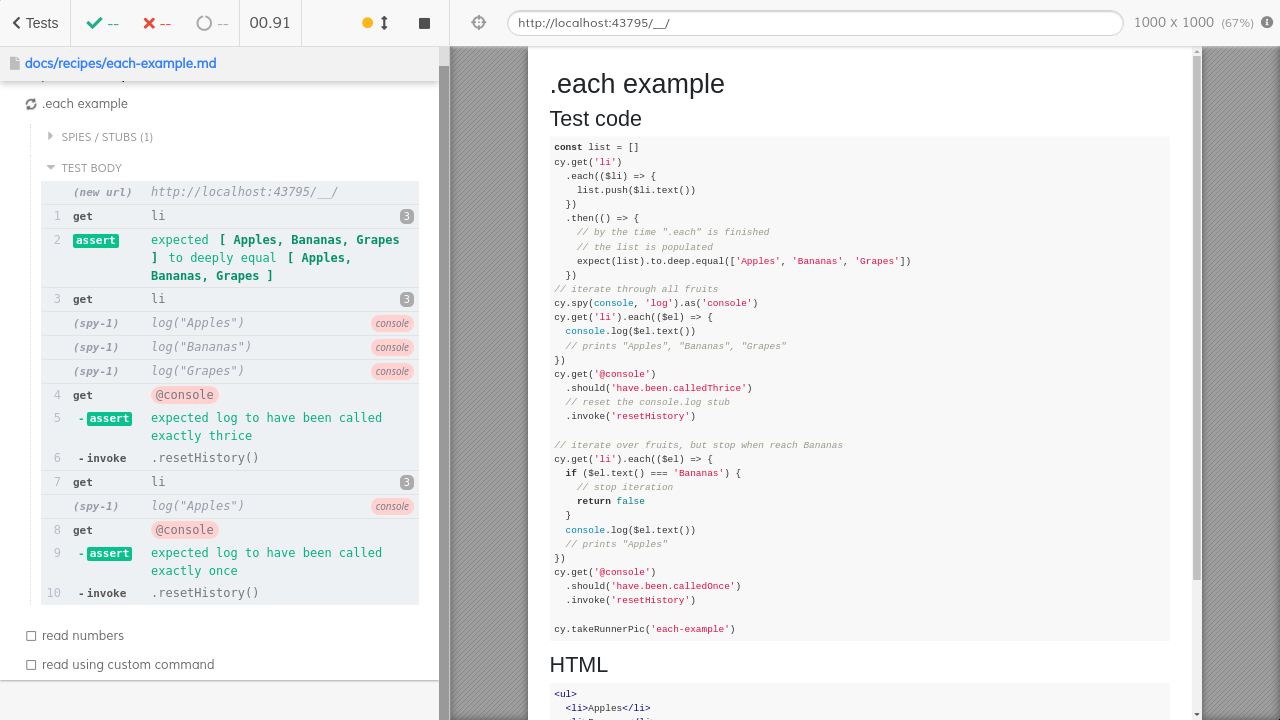 Tests
--
--
--
00.91
http://localhost:43795/__/
1000 x 1000 (67%)
docs/recipes/each-example.md
.each example
SPIES / STUBS (1)
TEST BODY
(new url) http://localhost:43795/__/
1 get li 3
2 assert expected [ Apples, Bananas, Grapes
] to deeply equal [ Apples,
Bananas, Grapes ]
3 get li 3
(spy-1) log("Apples") console
(spy-1) log("Bananas") console
(spy-1) log("Grapes") console
4 get @console
5 -assert expected log to have been called
exactly thrice
6 -invoke .resetHistory()
7 get li 3
(spy-1) log("Apples") console
8 get @console
9 -assert expected log to have been called
exactly once
10 -invoke .resetHistory()
read numbers
read using custom command
.each example
Test code
const list = []
cy.get('li')
.each(($li) => {
list.push($li.text())
})
.then(() => {
// by the time ".each" is finished
// the list is populated
expect(list).to.deep.equal(['Apples', 'Bananas', 'Grapes'])
})
// iterate through all fruits
cy.spy(console, 'log').as('console')
cy.get('li').each(($el) => {
console.log($el.text())
// prints "Apples", "Bananas", "Grapes"
})
cy.get('@console')
.should('have.been.calledThrice')
// reset the console.log stub
.invoke('resetHistory')
// iterate over fruits, but stop when reach Bananas
cy.get('li').each(($el) => {
if ($el.text() === 'Bananas') {
// stop iteration
return false
}
console.log($el.text())
// prints "Apples"
})
cy.get('@console')
.should('have.been.calledOnce')
.invoke('resetHistory')
cy.takeRunnerPic('each-example')
HTML
<ul>
<li>Apples</li>